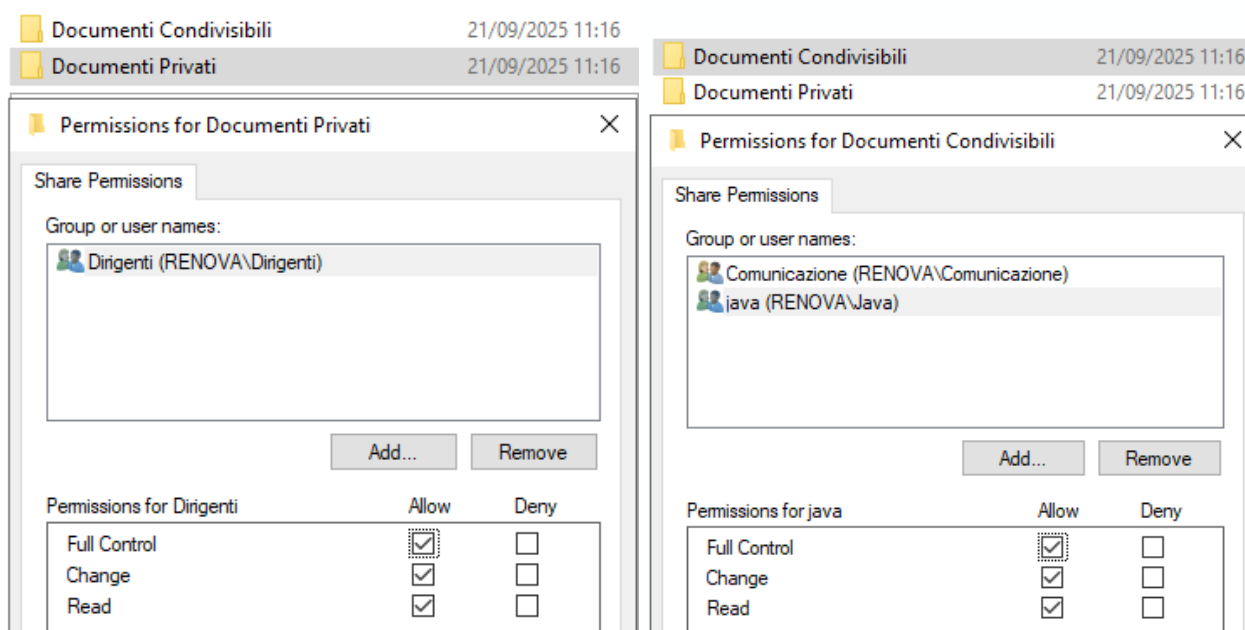 Documenti Condivisibili 21/09/2025 11:16
Documenti Privati 21/09/2025 11:16
Permissions for Documenti Privati
Share Permissions
Group or user names:
Dirigenti (RENOVA\Dirigenti)
Add... Remove
Permissions for Dirigenti Allow Deny
Full Control
Change
Read
Documenti Condivisibili 21/09/2025 11:16
Documenti Privati 21/09/2025 11:16
Permissions for Documenti Condivisibili
Share Permissions
Group or user names:
Comunicazione (RENOVA\Comunicazione)
java (RENOVA\Java)
Add... Remove
Permissions for java Allow Deny
Full Control
Change
Read